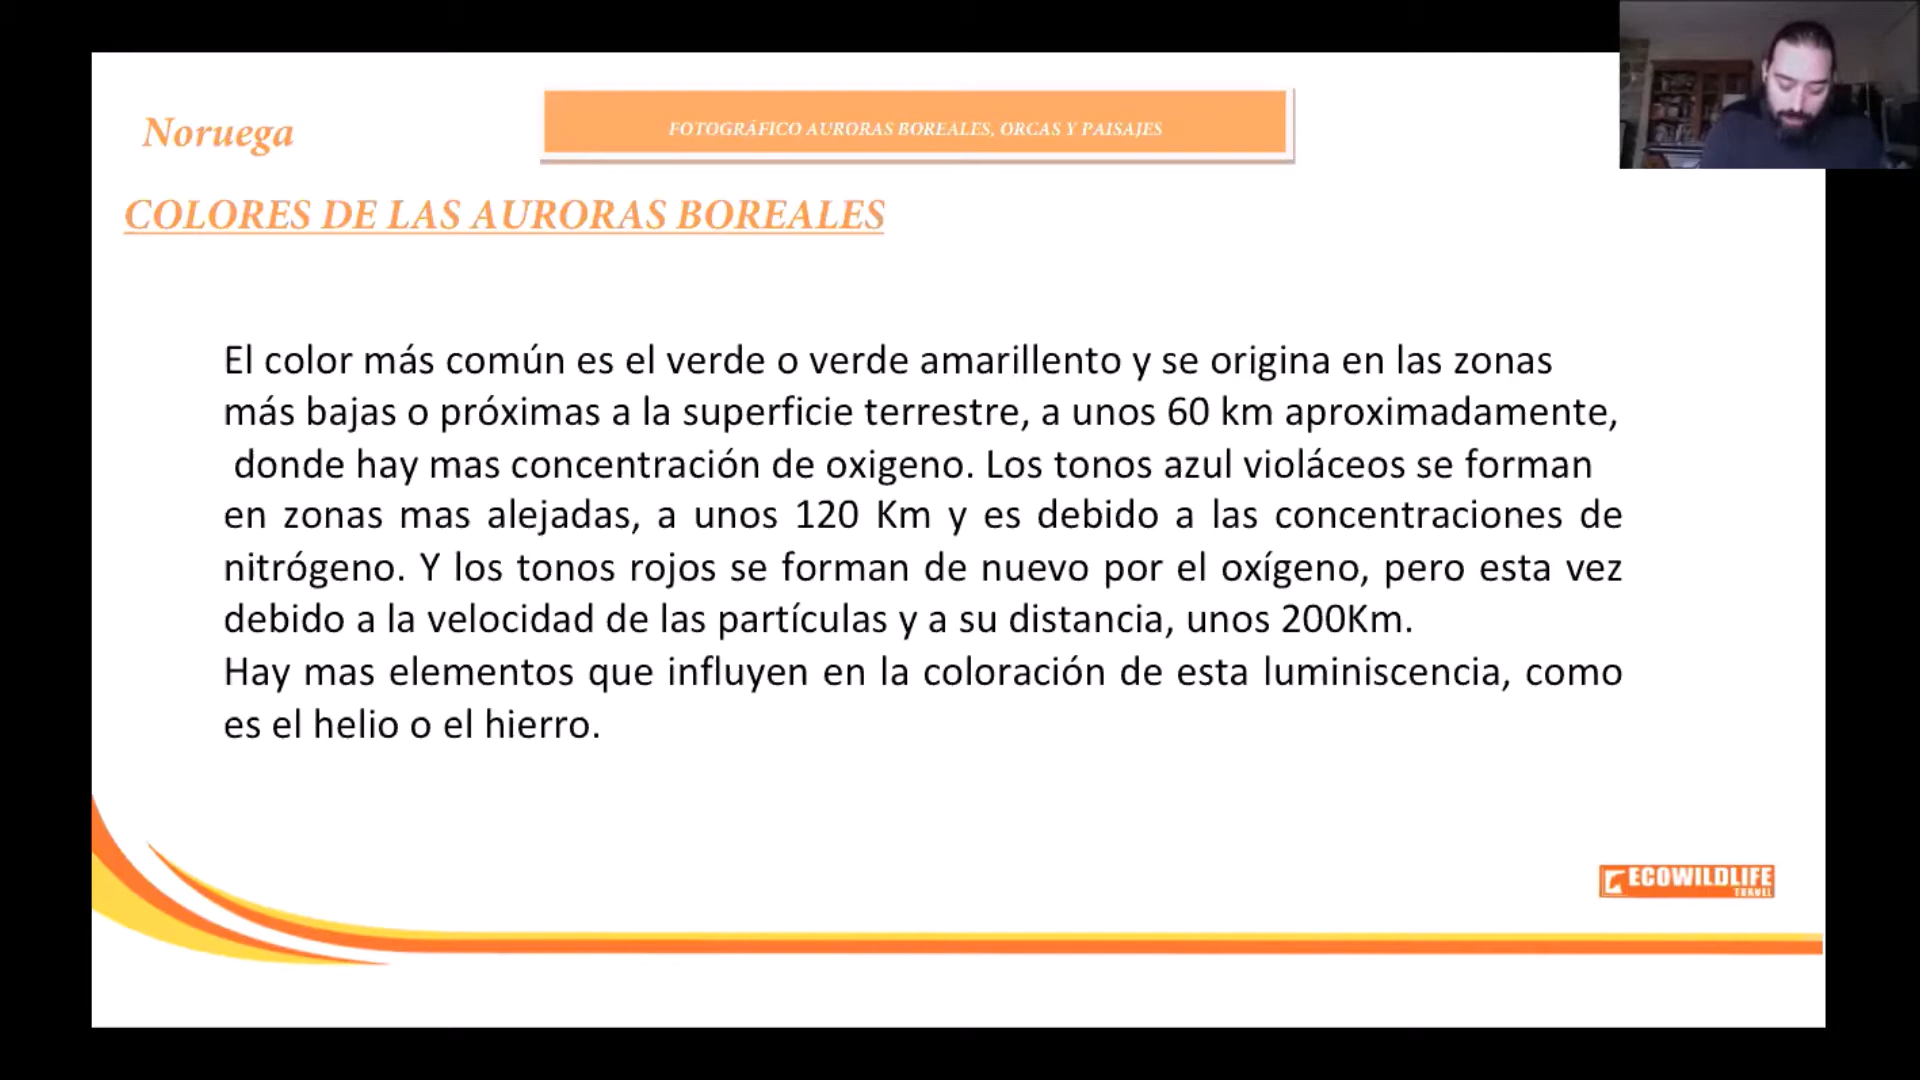 Noruega
FOTOGRÁFICO AURORAS BOREALES, ORCAS Y PAISAJES
COLORES DE LAS AURORAS BOREALES
El color más común es el verde o verde amarillento y se origina en las zonas
más bajas o próximas a la superficie terrestre, a unos 60 km aproximadamente,
donde hay mas concentración de oxigeno. Los tonos azul violáceos se forman
en zonas mas alejadas, a unos 120 Km y es debido a las concentraciones de
nitrógeno. Y los tonos rojos se forman de nuevo por el oxígeno, pero esta vez
debido a la velocidad de las partículas y a su distancia, unos 200Km.
Hay mas elementos que influyen en la coloración de esta luminiscencia, como
es el helio o el hierro.
ECOWILDLIFE
TRAVEL